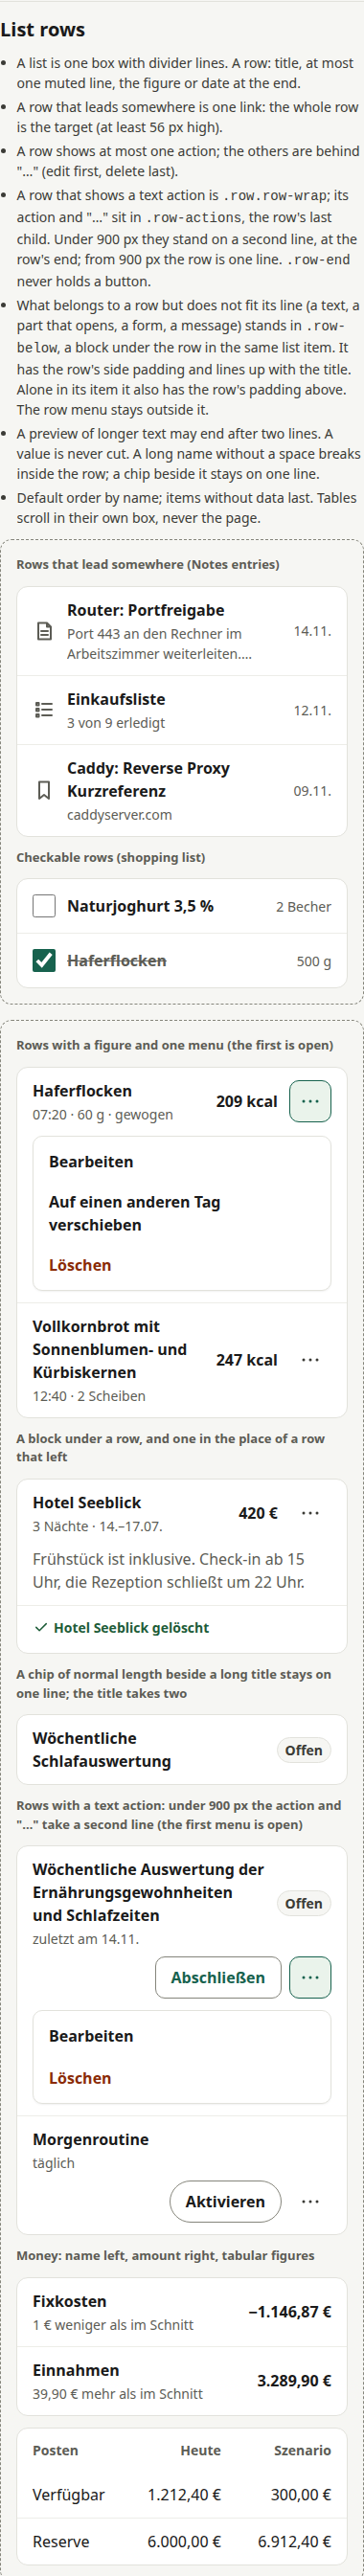 List rows
• A list is one box with divider lines. A row: title, at most
one muted line, the figure or date at the end.
• A row that leads somewhere is one link: the whole row
is the target (at least 56 px high).
• A row shows at most one action; the others are behind
"..." (edit first, delete last).
• A row that shows a text action is .row.row-wrap; its
action and "..." sit in .row-actions, the row's last
child. Under 900 px they stand on a second line, at the
row's end; from 900 px the row is one line. .row-end
never holds a button.
• What belongs to a row but does not fit its line (a text, a
part that opens, a form, a message) stands in .row-
below, a block under the row in the same list item. It
has the row's side padding and lines up with the title.
Alone in its item it also has the row's padding above.
The row menu stays outside it.
• A preview of longer text may end after two lines. A
value is never cut. A long name without a space breaks
inside the row; a chip beside it stays on one line.
• Default order by name; items without data last. Tables
scroll in their own box, never the page.
Rows that lead somewhere (Notes entries)
Router: Portfreigabe
Port 443 an den Rechner im
Arbeitszimmer weiterleiten....
14.11.
Einkaufsliste
3 von 9 erledigt
12.11.
Caddy: Reverse Proxy
Kurzreferenz
caddyserver.com
09.11.
Checkable rows (shopping list)
Naturjoghurt 3,5 % 2 Becher
Haferflocken 500 g
Rows with a figure and one menu (the first is open)
Haferflocken
07:20 · 60 g · gewogen
209 kcal ...
Bearbeiten
Auf einen anderen Tag
verschieben
Löschen
Vollkornbrot mit
Sonnenblumen- und
Kürbiskernen
12:40 · 2 Scheiben
247 kcal ...
A block under a row, and one in the place of a row
that left
Hotel Seeblick
3 Nächte · 14.–17.07.
420 € ...
Frühstück ist inklusive. Check-in ab 15
Uhr, die Rezeption schließt um 22 Uhr.
✓ Hotel Seeblick gelöscht
A chip of normal length beside a long title stays on
one line; the title takes two
Wöchentliche
Schlafauswertung
Offen
Rows with a text action: under 900 px the action and
"..." take a second line (the first menu is open)
Wöchentliche Auswertung der
Ernährungsgewohnheiten
und Schlafzeiten
zuletzt am 14.11.
Offen
Abschließen ...
Bearbeiten
Löschen
Morgenroutine
täglich
Aktivieren ...
Money: name left, amount right, tabular figures
Fixkosten
1 € weniger als im Schnitt
−1.146,87 €
Einnahmen
39,90 € mehr als im Schnitt
3.289,90 €
Posten Heute Szenario
Verfügbar 1.212,40 € 300,00 €
Reserve 6.000,00 € 6.912,40 €